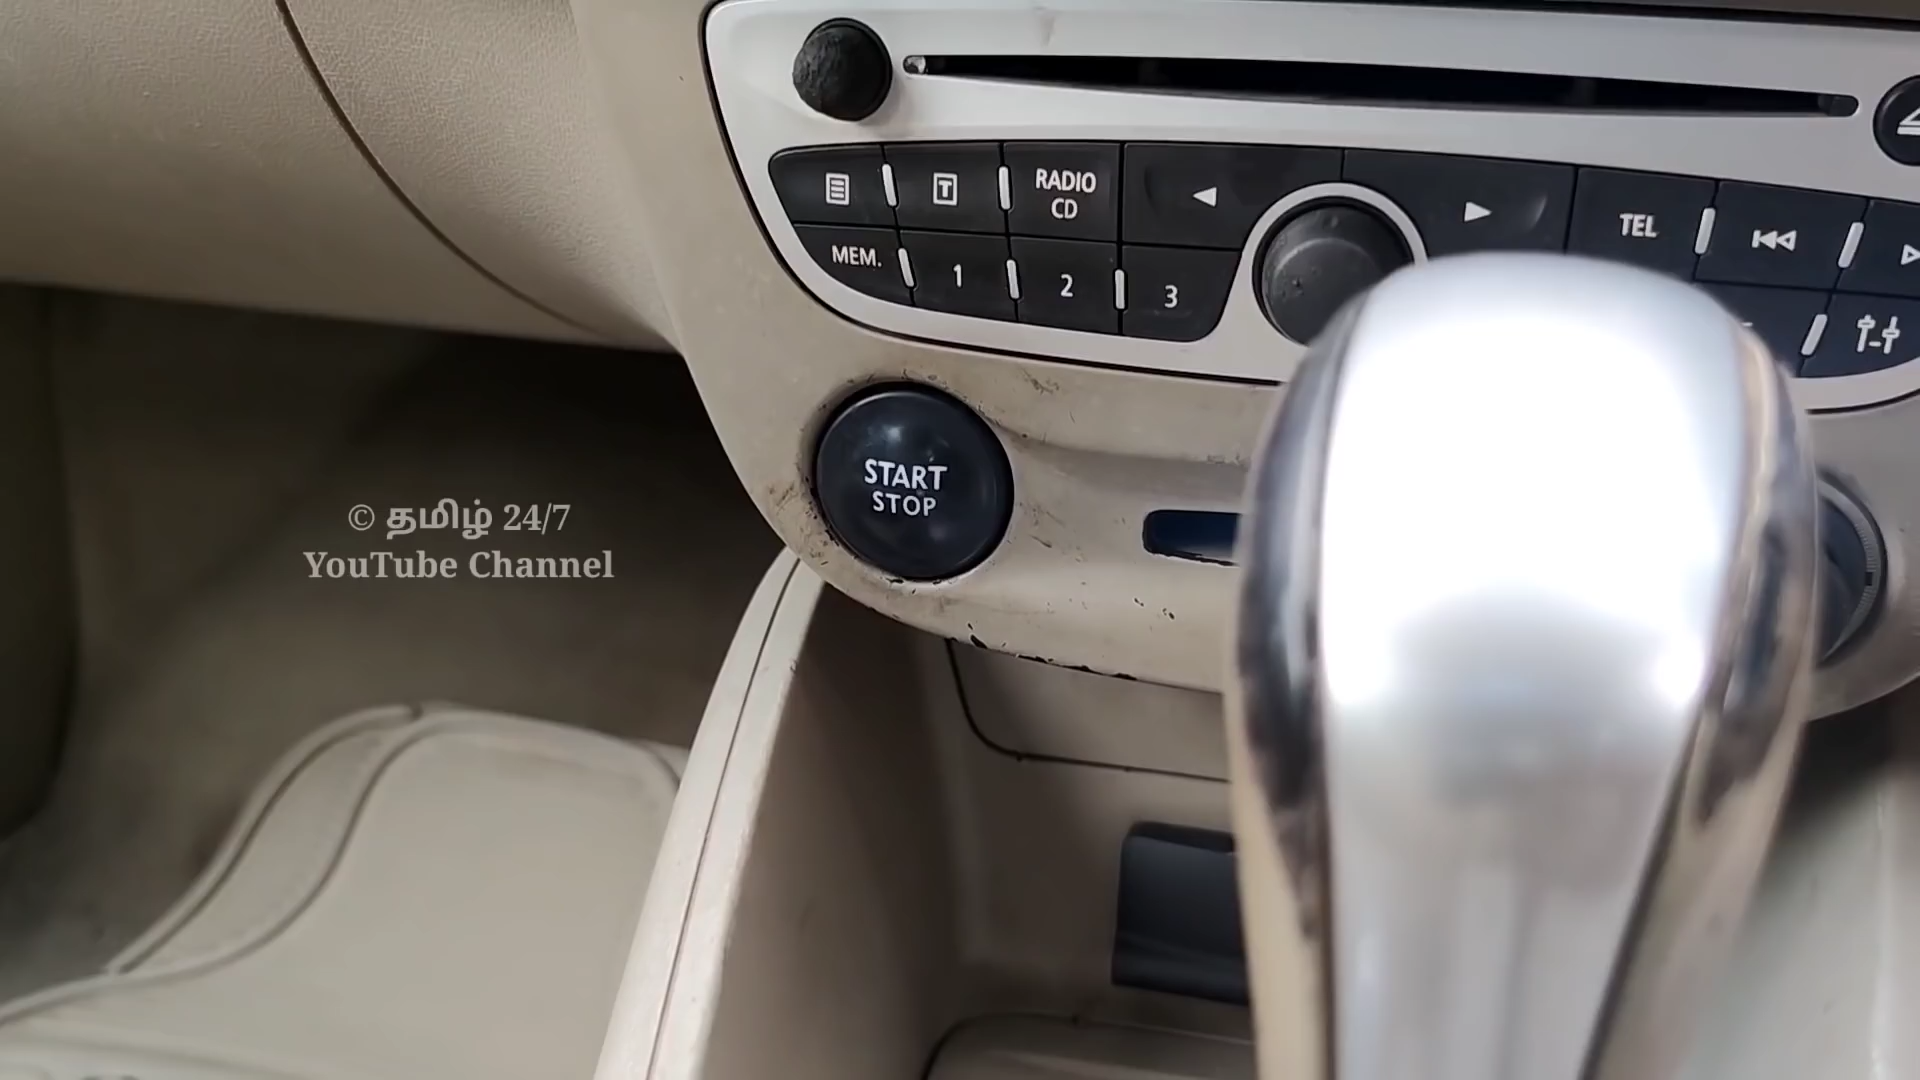 RADIO
CD
TEL
MEM.
1
2
3
START
STOP
© தமிழ் 24/7
YouTube Channel